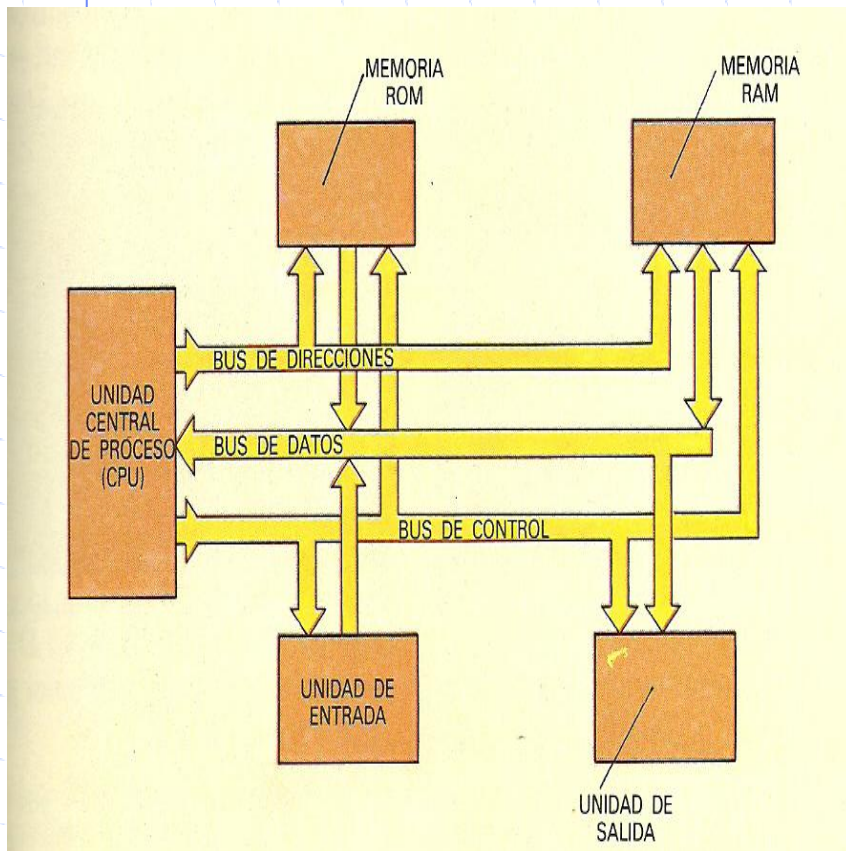 MEMORIA
ROM
MEMORIA
RAM
BUS DE DIRECCIONES
UNIDAD
CENTRAL
DE PROCESO
(CPU)
BUS DE DATOS
BUS DE CONTROL
UNIDAD DE
ENTRADA
UNIDAD DE
SALIDA